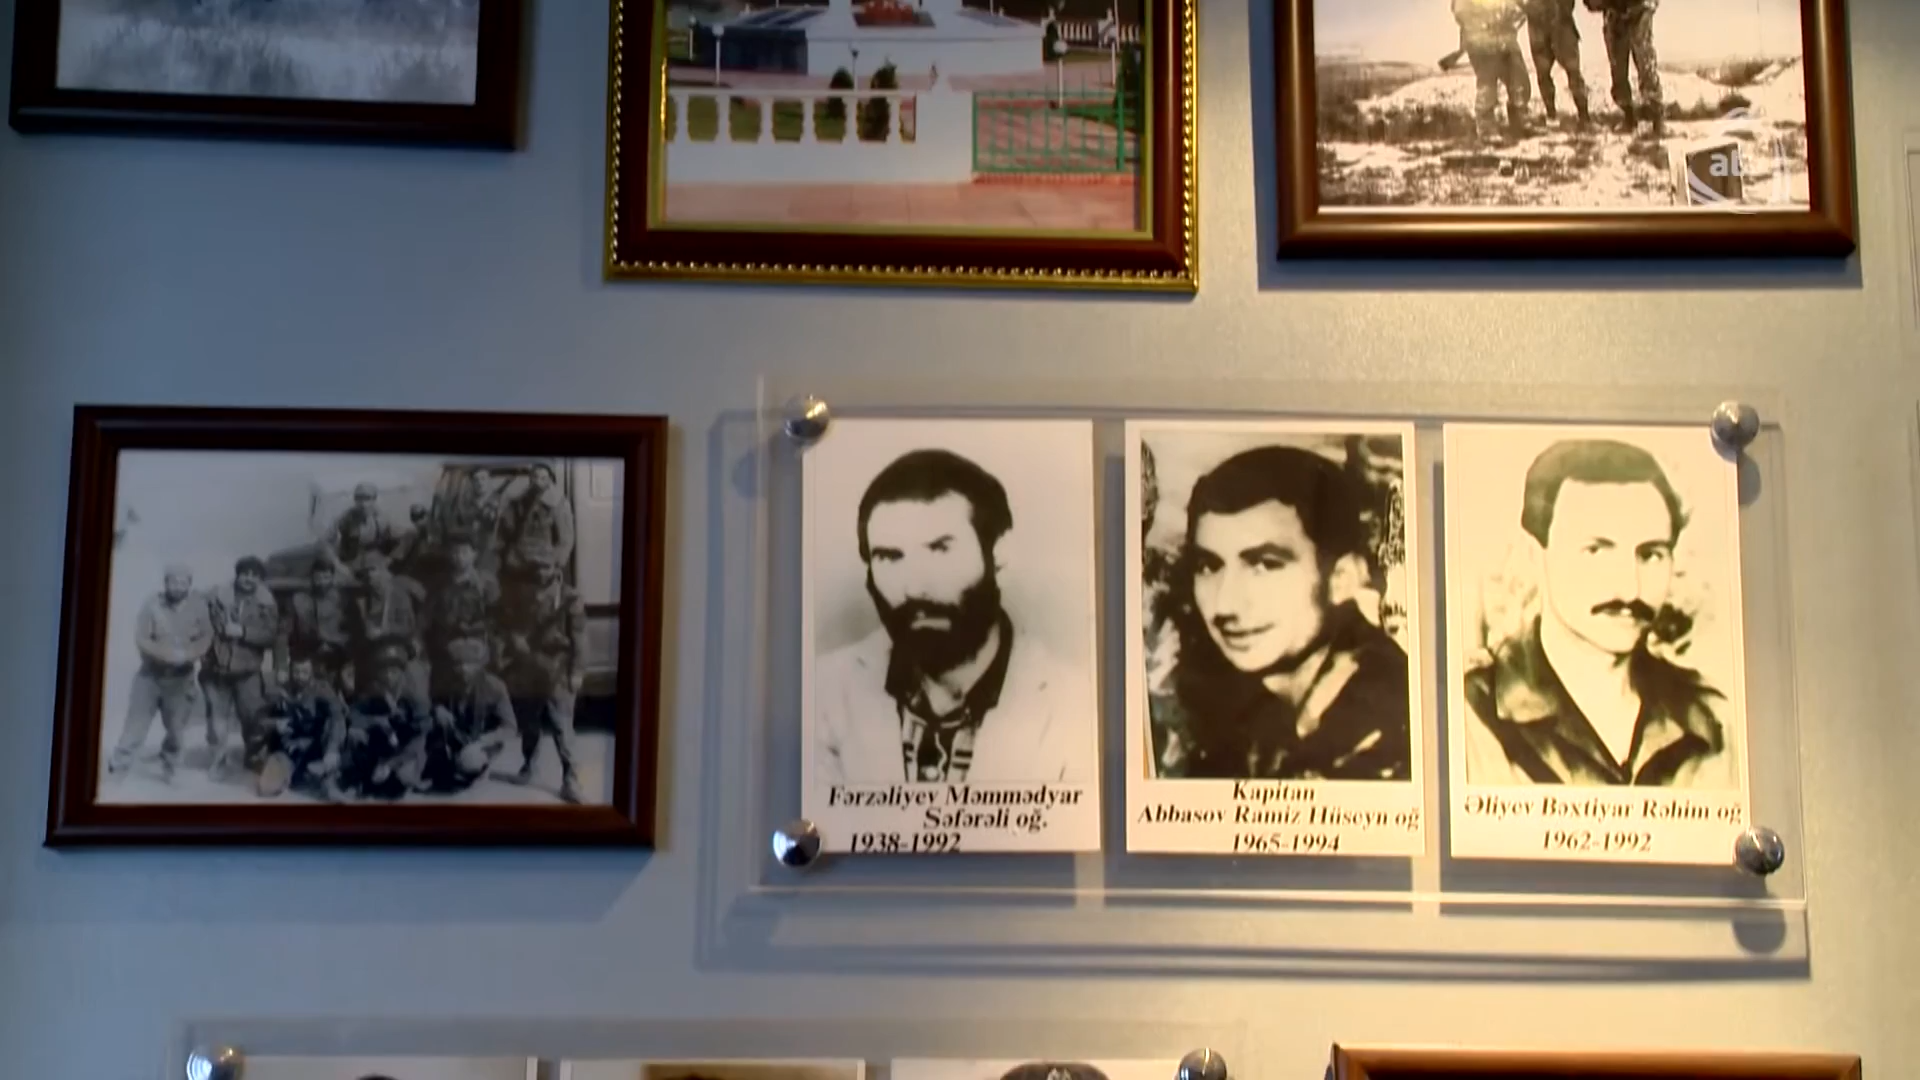 Fərzəliyev Məmmədyar
Səfərəli oğ.
1938-1992
Kapitan
Abbasov Ramiz Hüseyn oğ
1965-1994
Əliyev Bəxtiyar Rəhim oğ
1962-1992